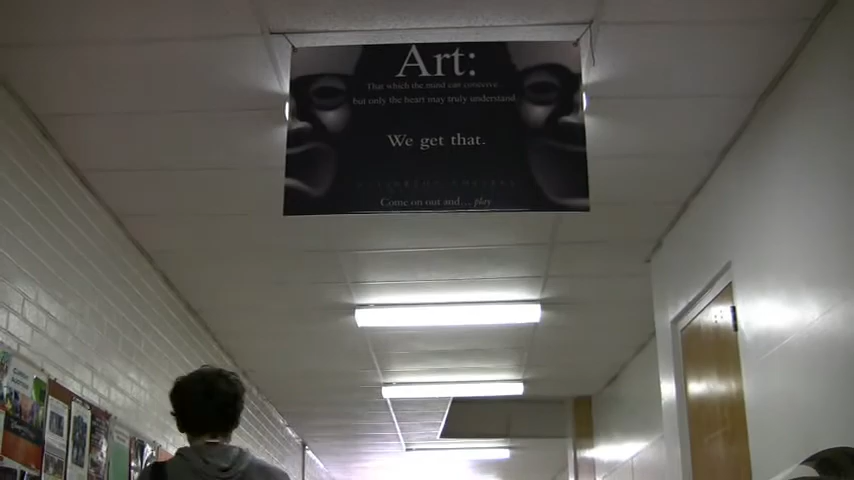 Art:
That which the mind can conceive.
but only the heart may truly understand
We get that.
Come on out and... play